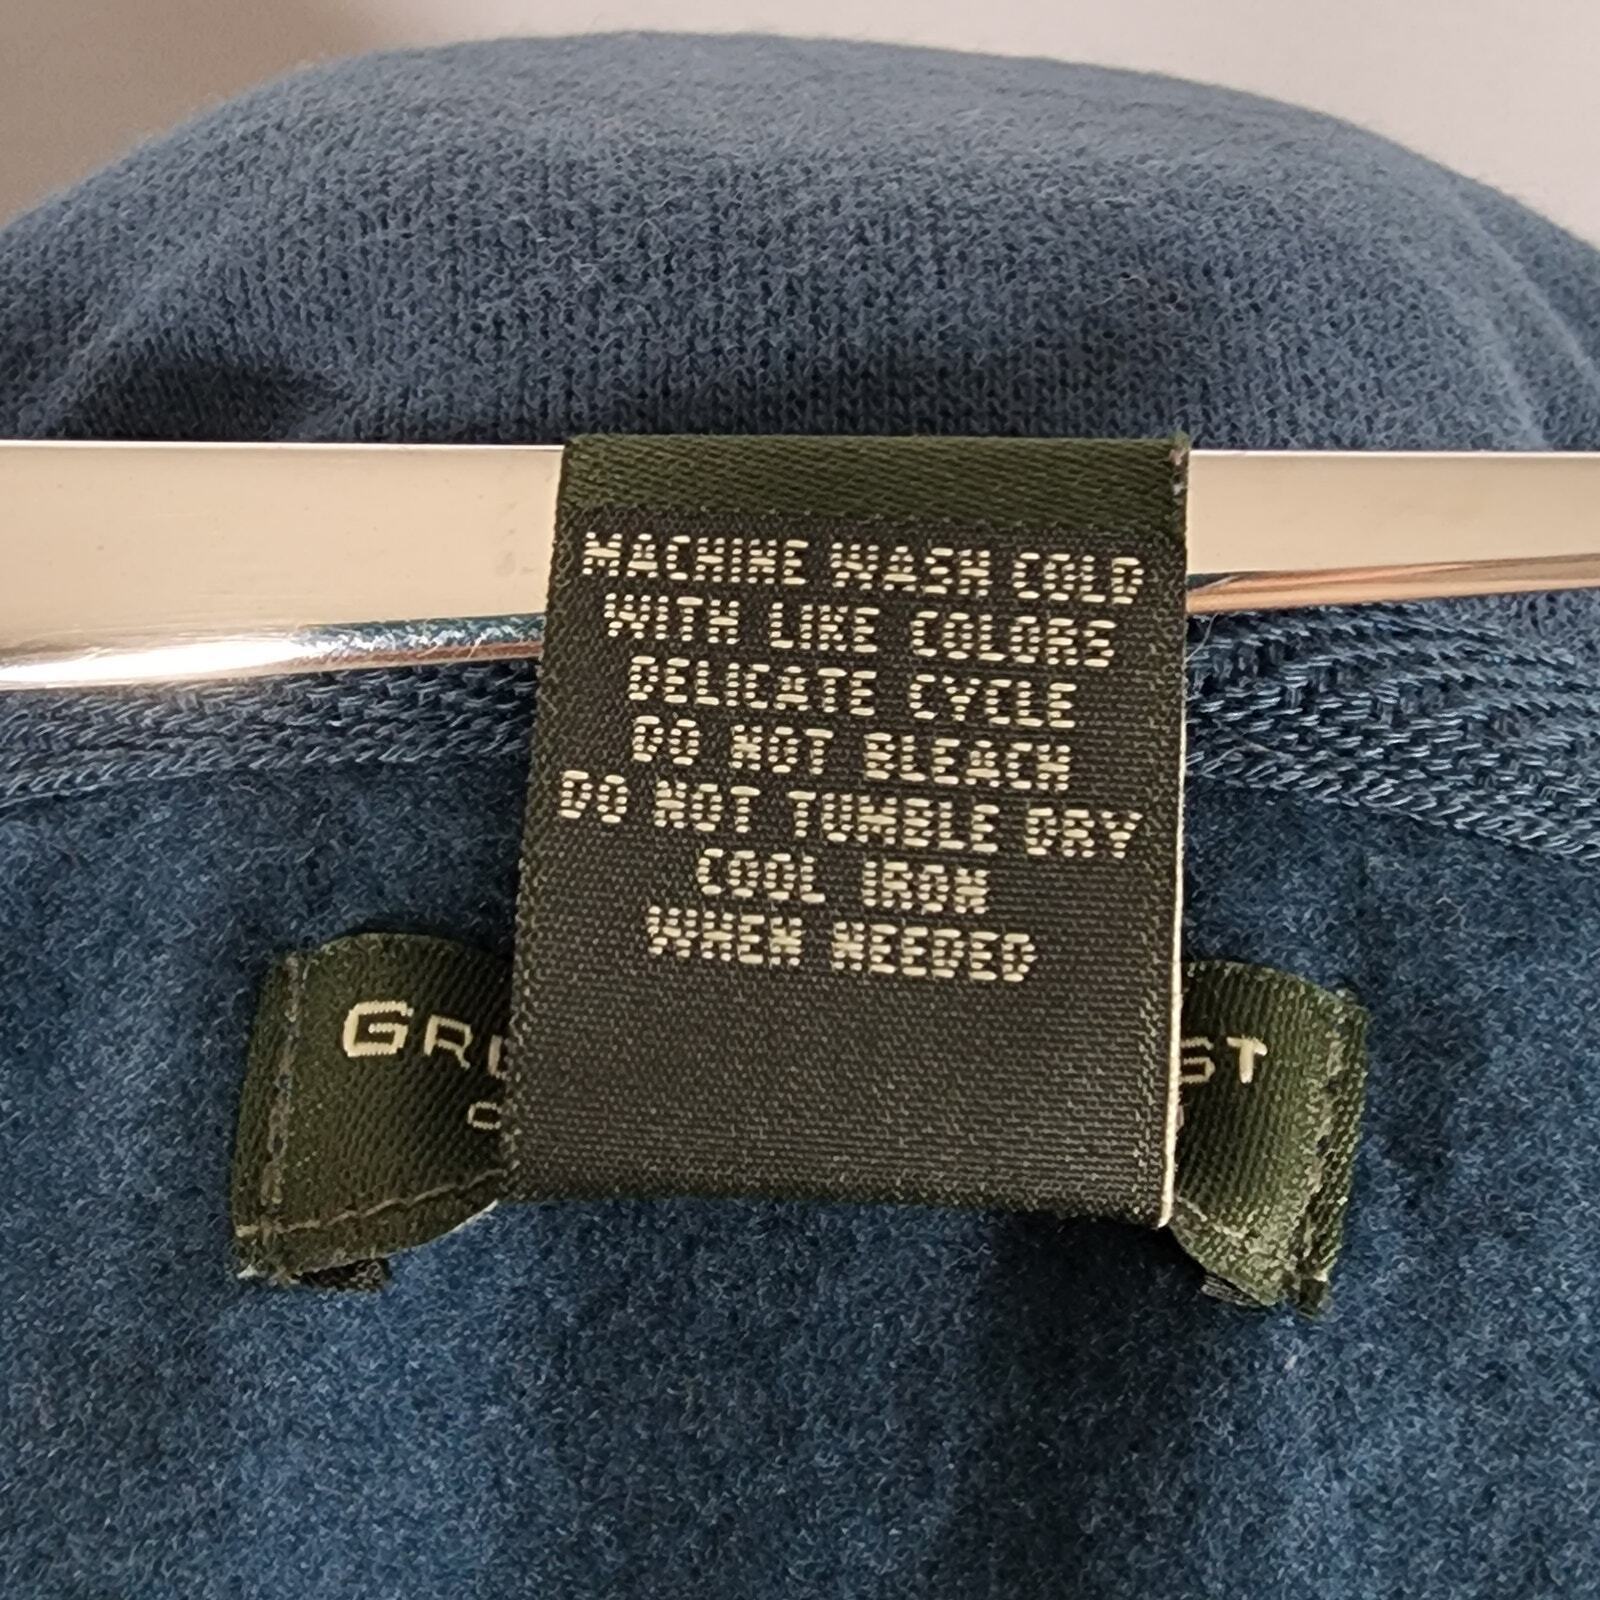 MACHINE WASH COLD
WITH LIKE COLORS
DELICATE CYCLE
DO NOT BLEACH
DO NOT TUMBLE DRY
COOL IRON
WHEN NEEDED